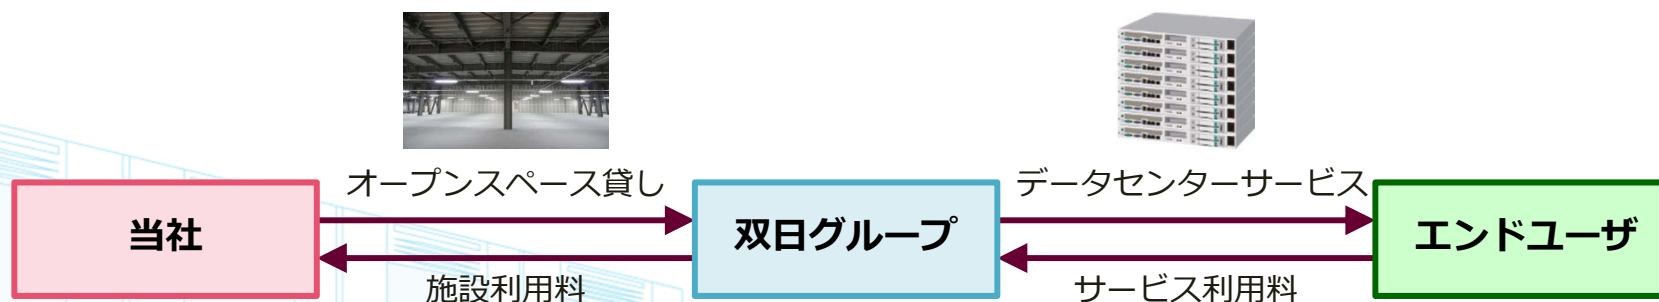 オープンスペース貸し
データセンターサービス
当社
双日グループ
エンドユーザ
施設利用料
サービス利用料